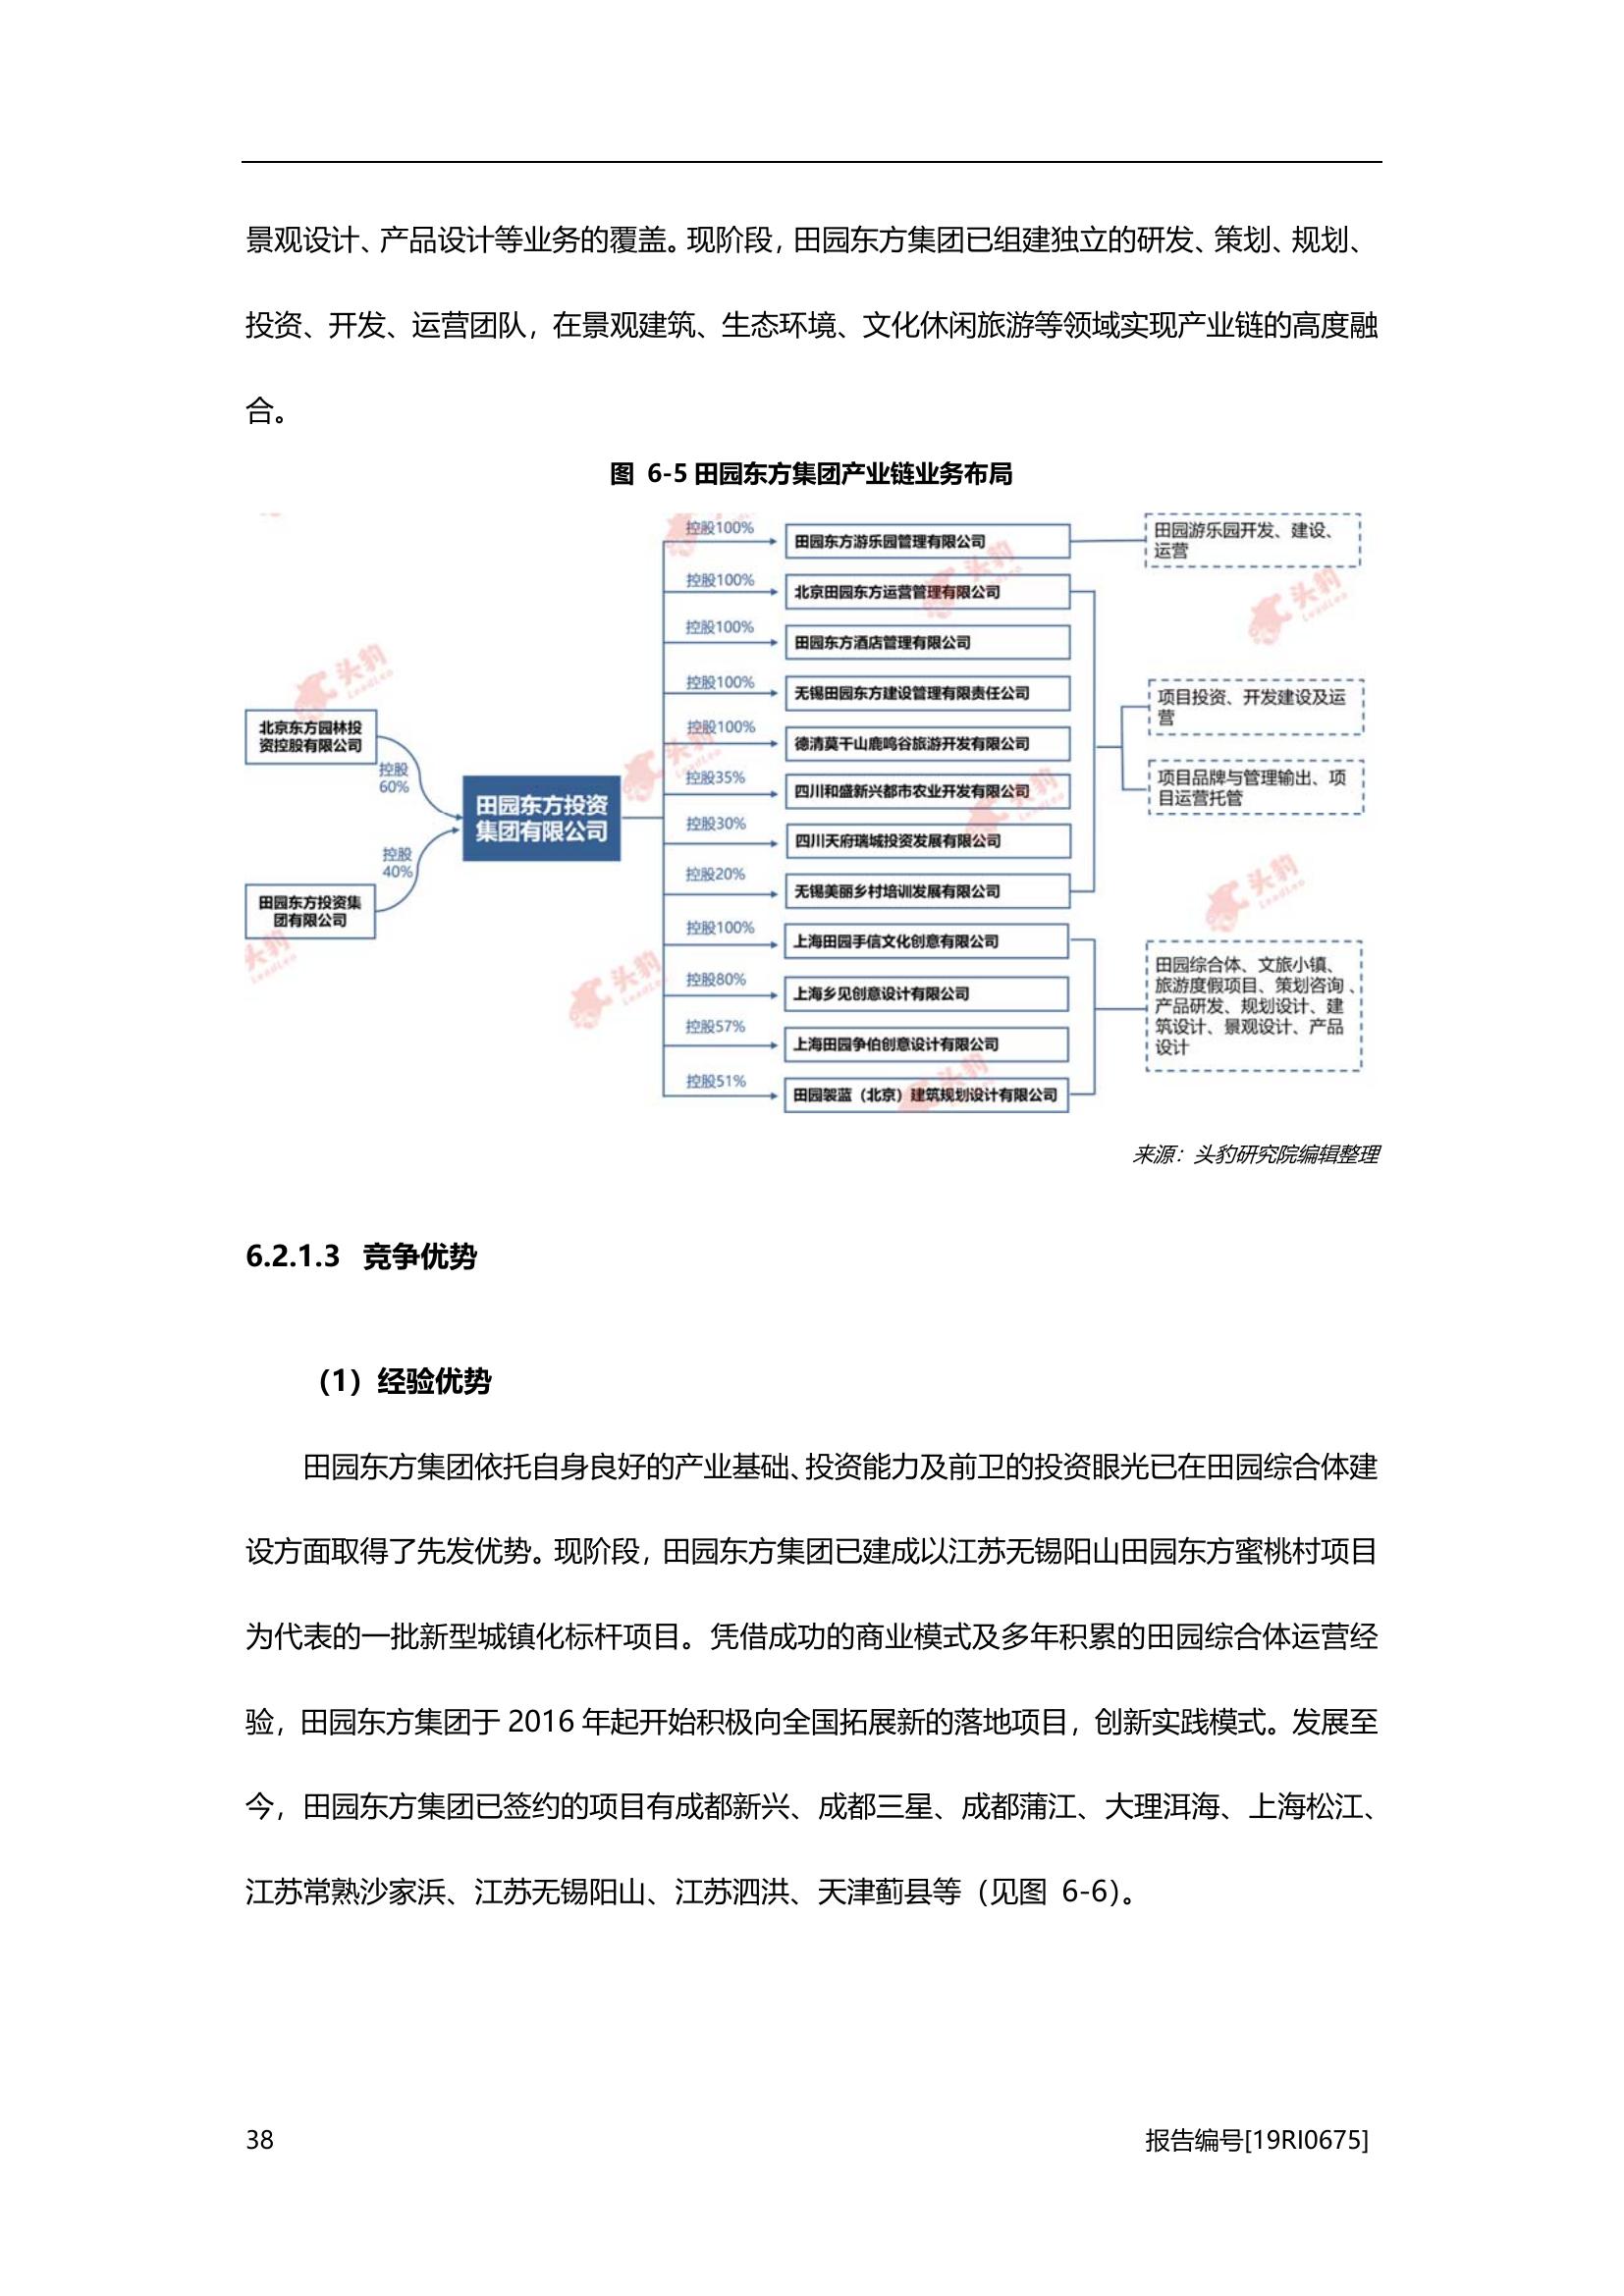 景观设计、产品设计等业务的覆盖。现阶段，田园东方集团已组建独立的研发、策划、规划、
投资、开发、运营团队，在景观建筑、生态环境、文化休闲旅游等领域实现产业链的高度融
合。
图 6-5 田园东方集团产业链业务布局
北京东方园林投
资控股有限公司
控股
60%
田园东方投资
集团有限公司
控股
40%
田园东方投资集
团有限公司
控股100%
田园东方游乐园管理有限公司
控股100%
北京田园东方运营管理有限公司
控股100%
田园东方酒店管理有限公司
控股100%
无锡田园东方建设管理有限责任公司
控股100%
德清莫干山鹿鸣谷旅游开发有限公司
控股35%
四川和盛新兴都市农业开发有限公司
控股30%
四川天府瑞城投资发展有限公司
控股20%
无锡美丽乡村培训发展有限公司
控股100%
上海田园手信文化创意有限公司
控股80%
上海乡见创意设计有限公司
控股57%
上海田园争伯创意设计有限公司
控股51%
田园袈蓝（北京）建筑规划设计有限公司
田园游乐园开发、建设、
运营
项目投资、开发建设及运
营
项目品牌与管理输出、项
目运营托管
田园综合体、文旅小镇、
旅游度假项目、策划咨询、
产品研发、规划设计、建
筑设计、景观设计、产品
设计
头豹
LeadLeo
头豹
LeadLeo
头豹
LeadLeo
头豹
LeadLeo
头豹
LeadLeo
头豹
LeadLeo
头豹
LeadLeo
头豹
LeadLeo
头豹
来源：头豹研究院编辑整理
6.2.1.3 竞争优势
（1）经验优势
田园东方集团依托自身良好的产业基础、投资能力及前卫的投资眼光已在田园综合体建
设方面取得了先发优势。现阶段，田园东方集团已建成以江苏无锡阳山田园东方蜜桃村项目
为代表的一批新型城镇化标杆项目。凭借成功的商业模式及多年积累的田园综合体运营经
验，田园东方集团于 2016 年起开始积极向全国拓展新的落地项目，创新实践模式。发展至
今，田园东方集团已签约的项目有成都新兴、成都三星、成都蒲江、大理洱海、上海松江、
江苏常熟沙家浜、江苏无锡阳山、江苏泗洪、天津蓟县等（见图 6-6）。
38
报告编号[19RI0675]